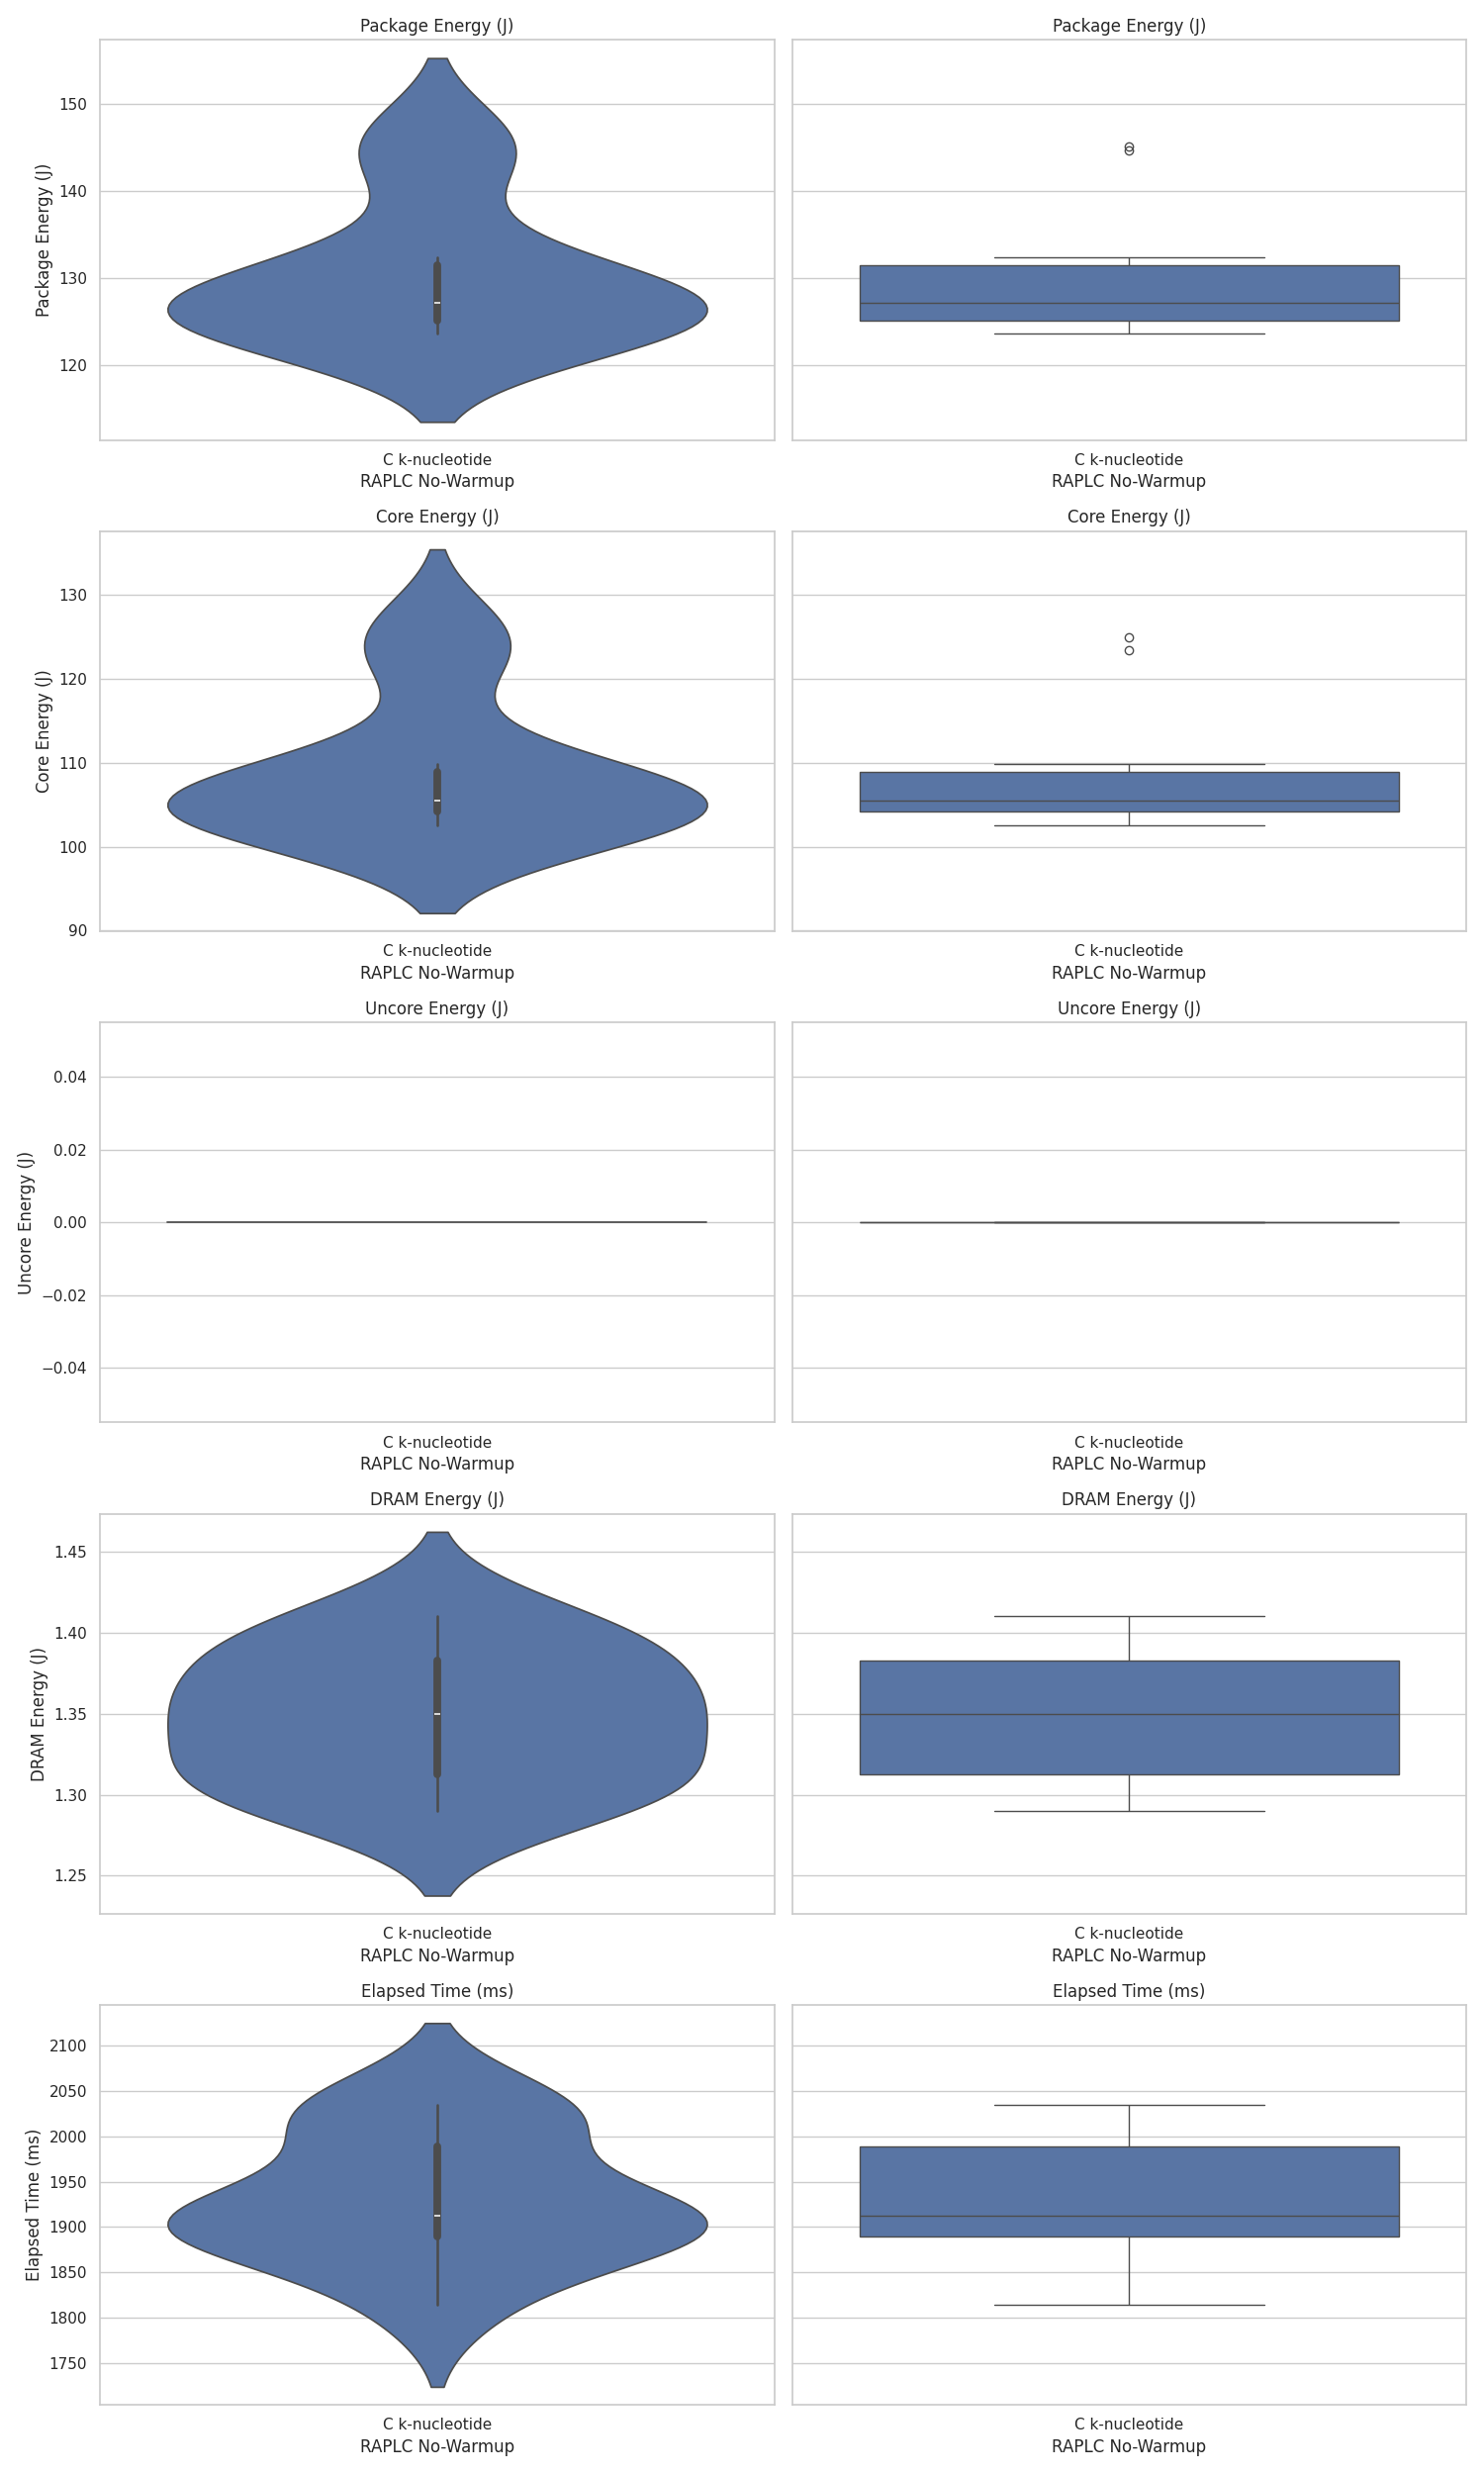 Package Energy (J)
Package Energy (J)
150
140
130
120
Package Energy (J)
C k-nucleotide
C k-nucleotide
RAPLC No-Warmup
RAPLC No-Warmup
Core Energy (J)
Core Energy (J)
130
120
110
100
90
Core Energy (J)
C k-nucleotide
C k-nucleotide
RAPLC No-Warmup
RAPLC No-Warmup
Uncore Energy (J)
Uncore Energy (J)
0.04
0.02
0.00
−0.02
−0.04
Uncore Energy (J)
C k-nucleotide
C k-nucleotide
RAPLC No-Warmup
RAPLC No-Warmup
DRAM Energy (J)
DRAM Energy (J)
1.45
1.40
1.35
1.30
1.25
DRAM Energy (J)
C k-nucleotide
C k-nucleotide
RAPLC No-Warmup
RAPLC No-Warmup
Elapsed Time (ms)
Elapsed Time (ms)
2100
2050
2000
1950
1900
1850
1800
1750
Elapsed Time (ms)
C k-nucleotide
C k-nucleotide
RAPLC No-Warmup
RAPLC No-Warmup